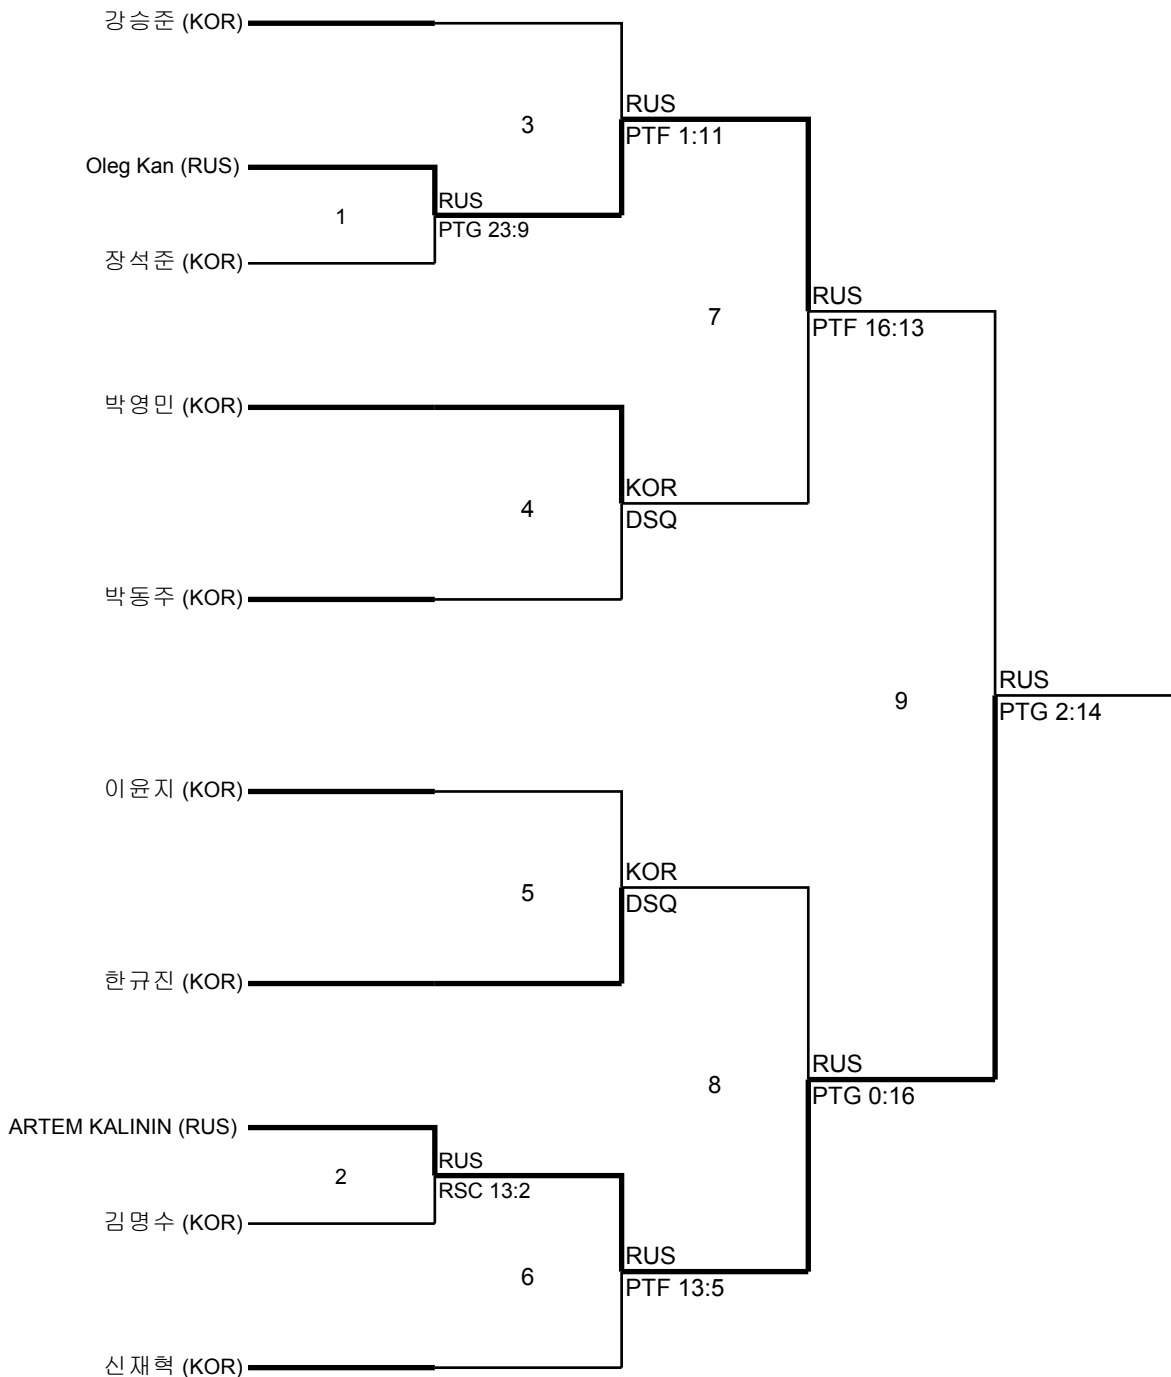 강승준 (KOR)
RUS
3
PTF 1:11
Oleg Kan (RUS)
RUS
1
PTG 23:9
장석준 (KOR)
RUS
7
PTF 16:13
박영민 (KOR)
KOR
4
DSQ
박동주 (KOR)
RUS
9
PTG 2:14
이윤지 (KOR)
KOR
5
DSQ
한규진 (KOR)
RUS
8
PTG 0:16
ARTEM KALININ (RUS)
RUS
2
RSC 13:2
김명수 (KOR)
RUS
6
PTF 13:5
신재혁 (KOR)